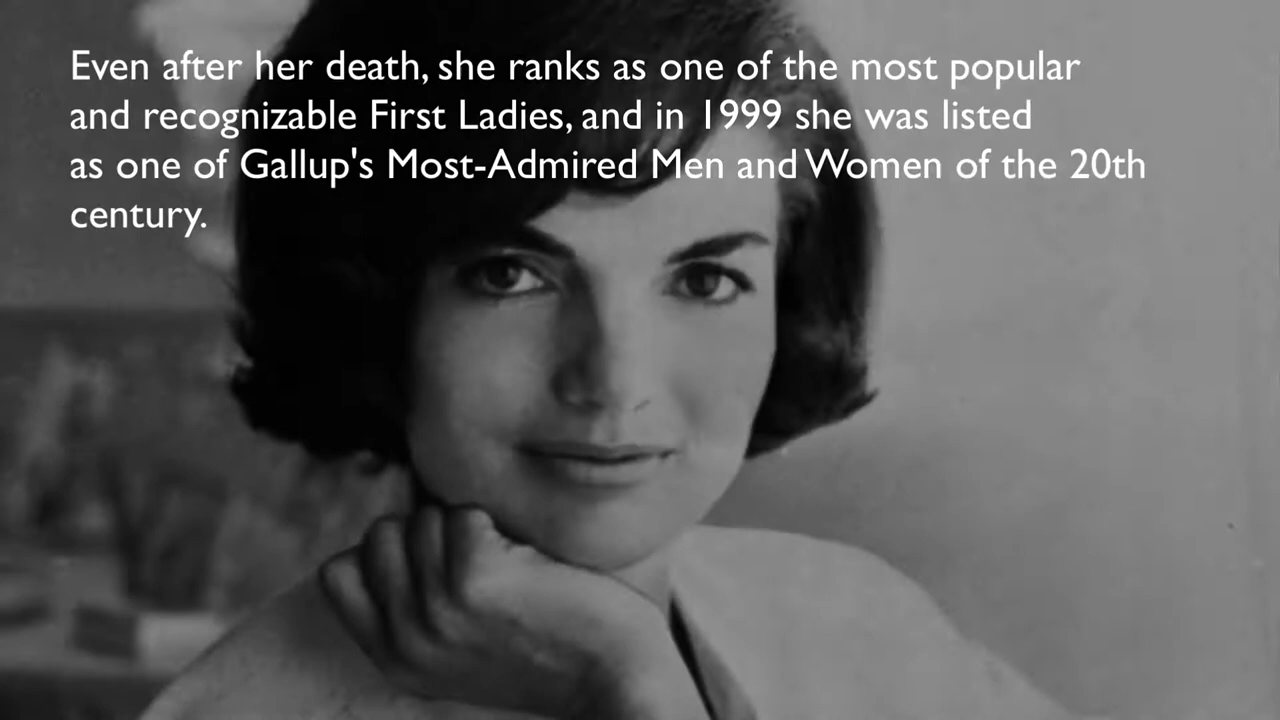 Even after her death, she ranks as one of the most popular
and recognizable First Ladies, and in 1999 she was listed
as one of Gallup's Most-Admired Men and Women of the 20th
century.